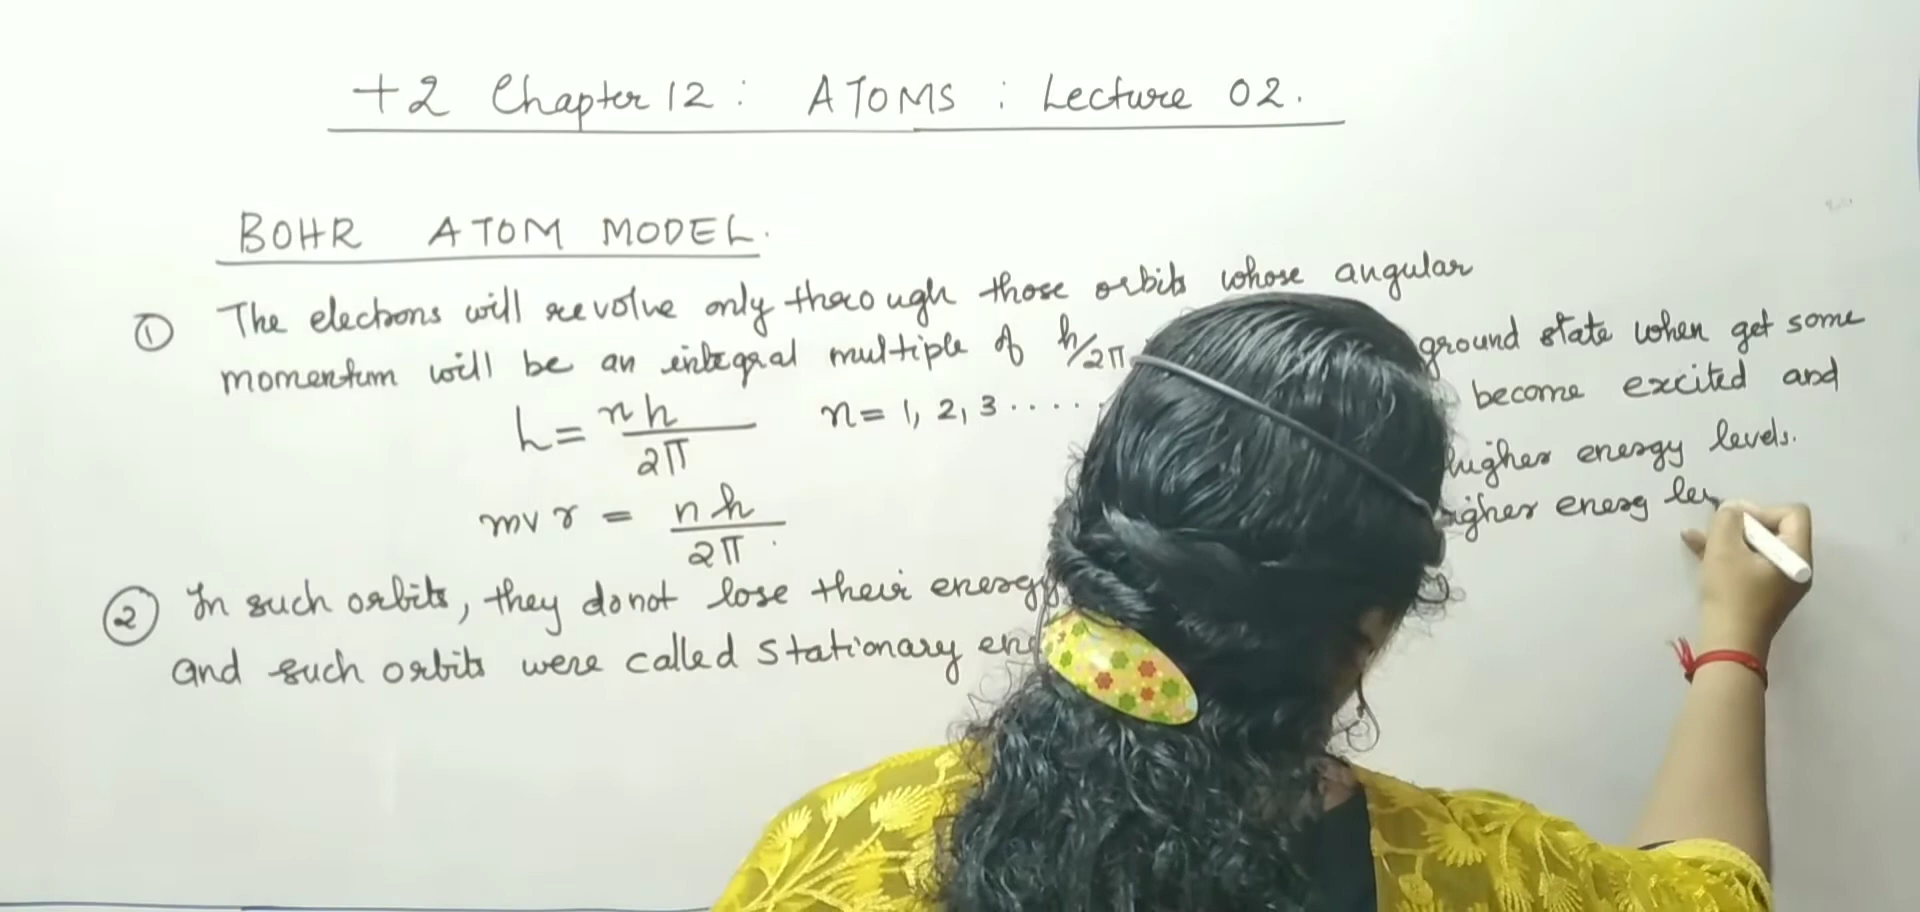 +2 Chapter 12 : ATOMS : Lecture 02.
BOHR ATOM MODEL.
① The electrons will revolve only through those orbits whose angular
momentum will be an integral multiple of h/2π
L = nh/2π n = 1, 2, 3 .....
mvr = nh/2π.
② In such orbits, they donot lose their energy
and such orbits were called stationary
ground state when get some
become excited and
higher energy levels.
energ